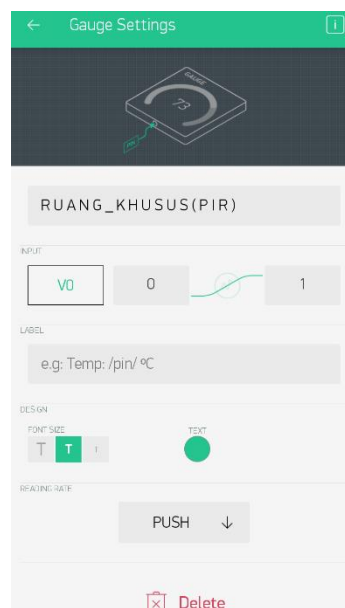 ← Gauge Settings i
GAUGE
73
PIN
RUANG_KHUSUS(PIR)
INPUT
V0 0 1
LABEL
e.g: Temp: /pin/ ºC
DESIGN
FONT SIZE TEXT
T T T
READING RATE
PUSH ↓
Delete